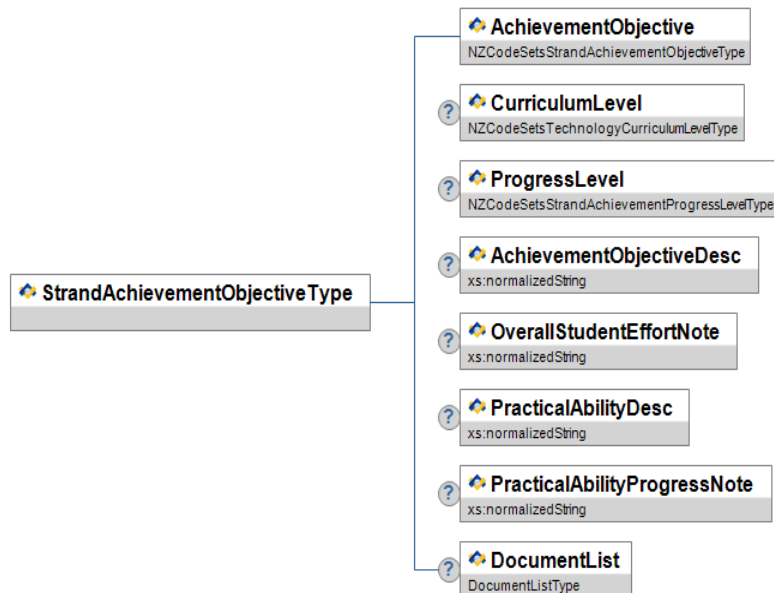 AchievementObjective
NZCodeSetsStrandAchievementObjectiveType
? CurriculumLevel
NZCodeSetsTechnologyCurriculumLevelType
? ProgressLevel
NZCodeSetsStrandAchievementProgressLevelType
? AchievementObjectiveDesc
xs:normalizedString
StrandAchievementObjectiveType
? OverallStudentEffortNote
xs:normalizedString
? PracticalAbilityDesc
xs:normalizedString
? PracticalAbilityProgressNote
xs:normalizedString
? DocumentList
DocumentListType